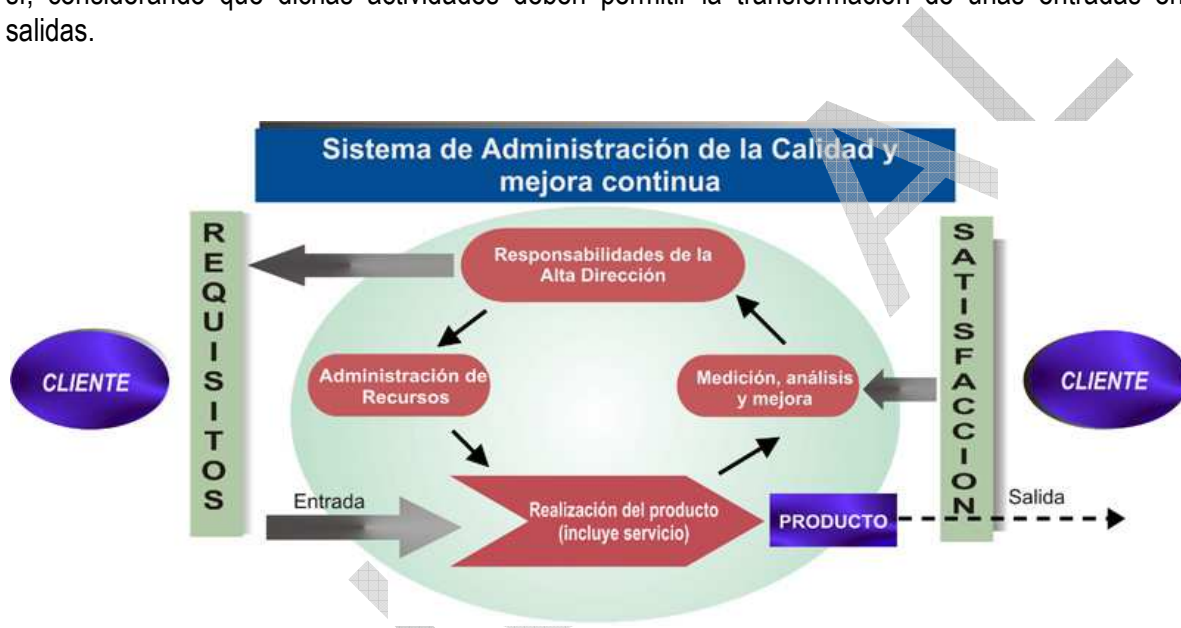 sí, considerando que dichas actividades deben permitir la transformación de unas entradas en
salidas.
Sistema de Administración de la Calidad y
mejora continua
REQUISITOS
Responsabilidades de la
Alta Dirección
SATISFACCION
CLIENTE
Administración de
Recursos
Medición, análisis
y mejora
CLIENTE
Entrada
Realización del producto
(incluye servicio)
PRODUCTO
Salida